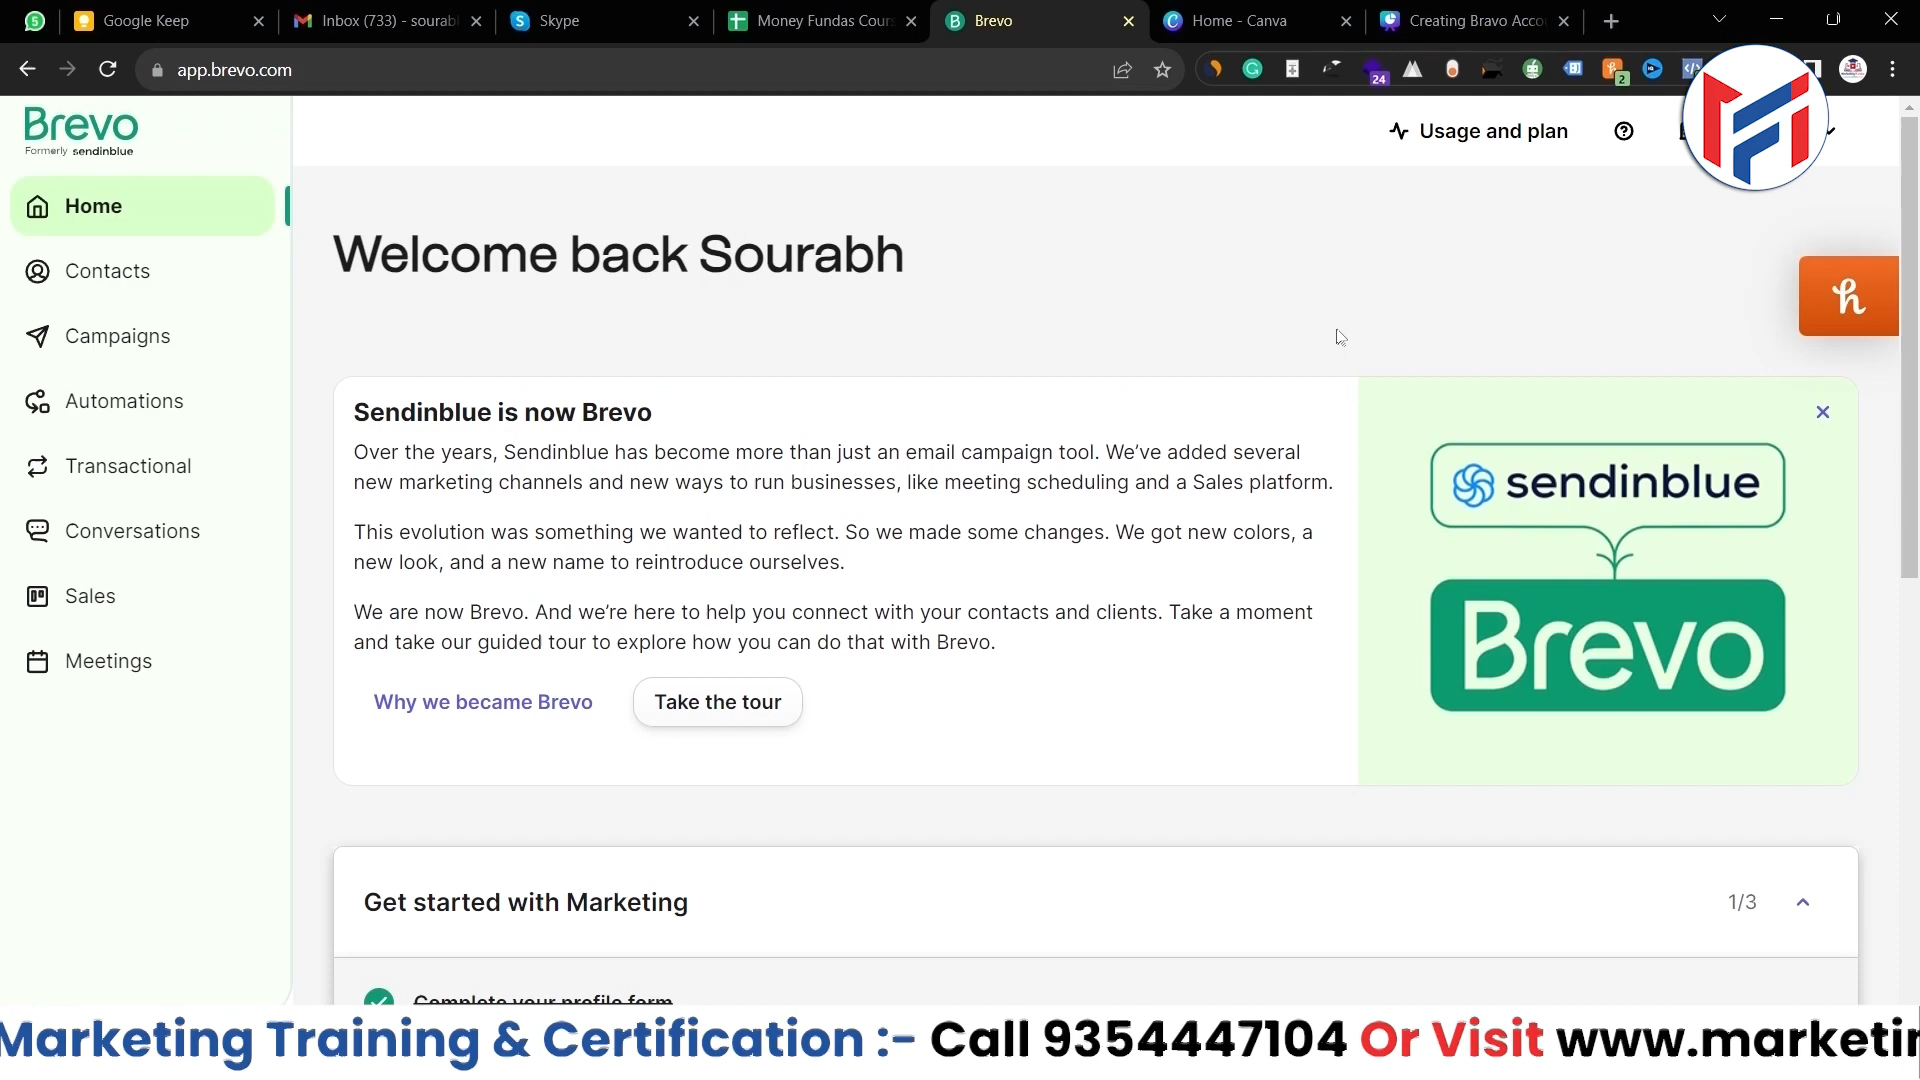 Google Keep
Inbox (733) - sourab
Skype
Money Fundas Cour
Brevo
Home - Canva
Creating Bravo Acco
app.brevo.com
24
2
Brevo
Formerly sendinblue
Usage and plan
Home
Contacts
Campaigns
Automations
Transactional
Conversations
Sales
Meetings
Welcome back Sourabh
h
Sendinblue is now Brevo
Over the years, Sendinblue has become more than just an email campaign tool. We’ve added several
new marketing channels and new ways to run businesses, like meeting scheduling and a Sales platform.
This evolution was something we wanted to reflect. So we made some changes. We got new colors, a
new look, and a new name to reintroduce ourselves.
We are now Brevo. And we’re here to help you connect with your contacts and clients. Take a moment
and take our guided tour to explore how you can do that with Brevo.
Why we became Brevo
Take the tour
sendinblue
Brevo
Get started with Marketing
1/3
Complete your profile form
Marketing Training & Certification :- Call 9354447104 Or Visit www.marketin